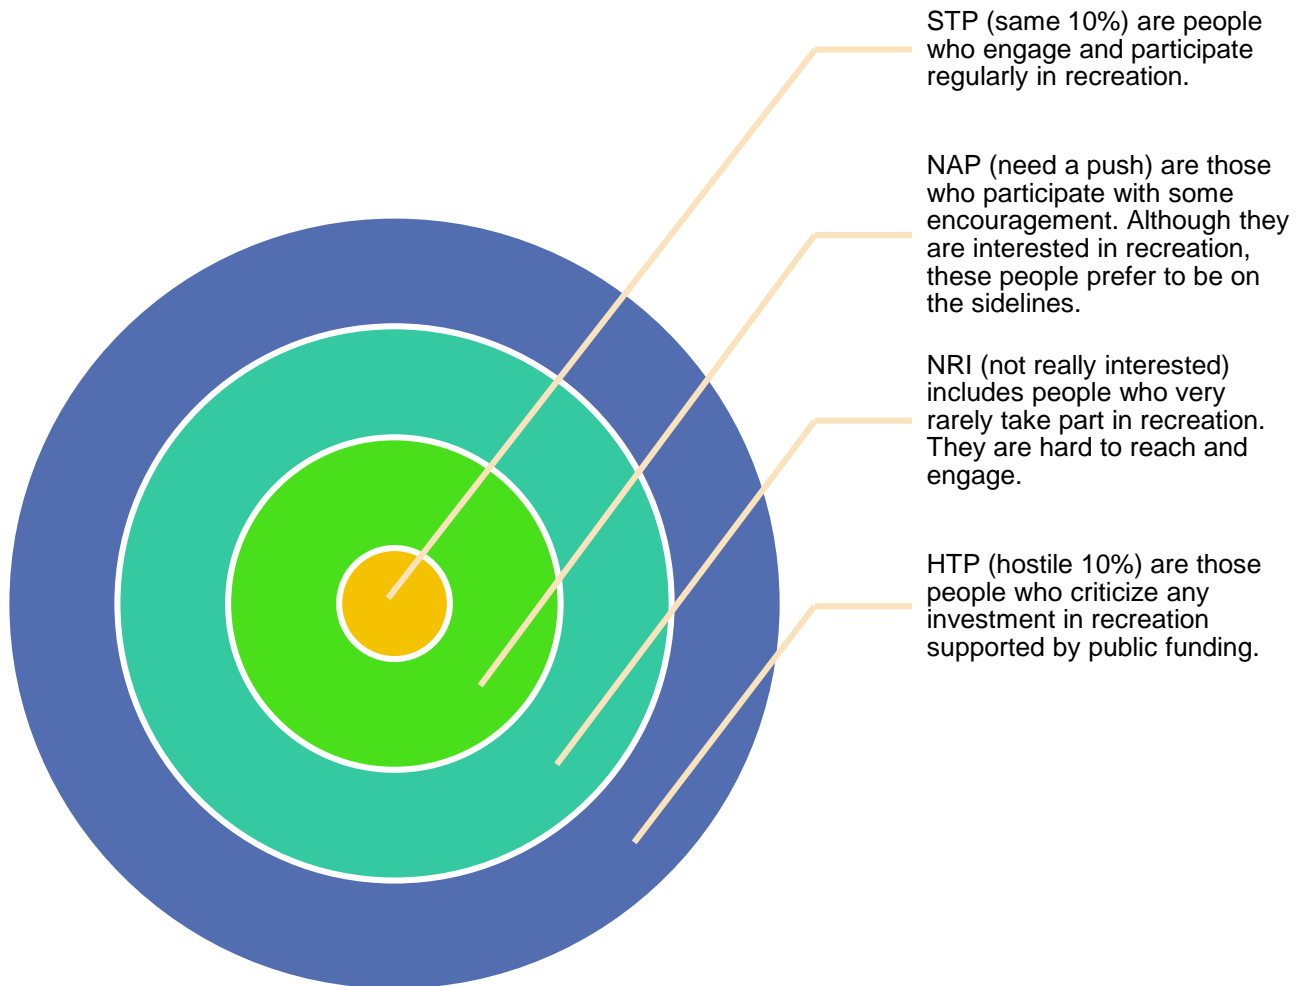 STP (same 10%) are people
who engage and participate
regularly in recreation.
NAP (need a push) are those
who participate with some
encouragement. Although they
are interested in recreation,
these people prefer to be on
the sidelines.
NRI (not really interested)
includes people who very
rarely take part in recreation.
They are hard to reach and
engage.
HTP (hostile 10%) are those
people who criticize any
investment in recreation
supported by public funding.